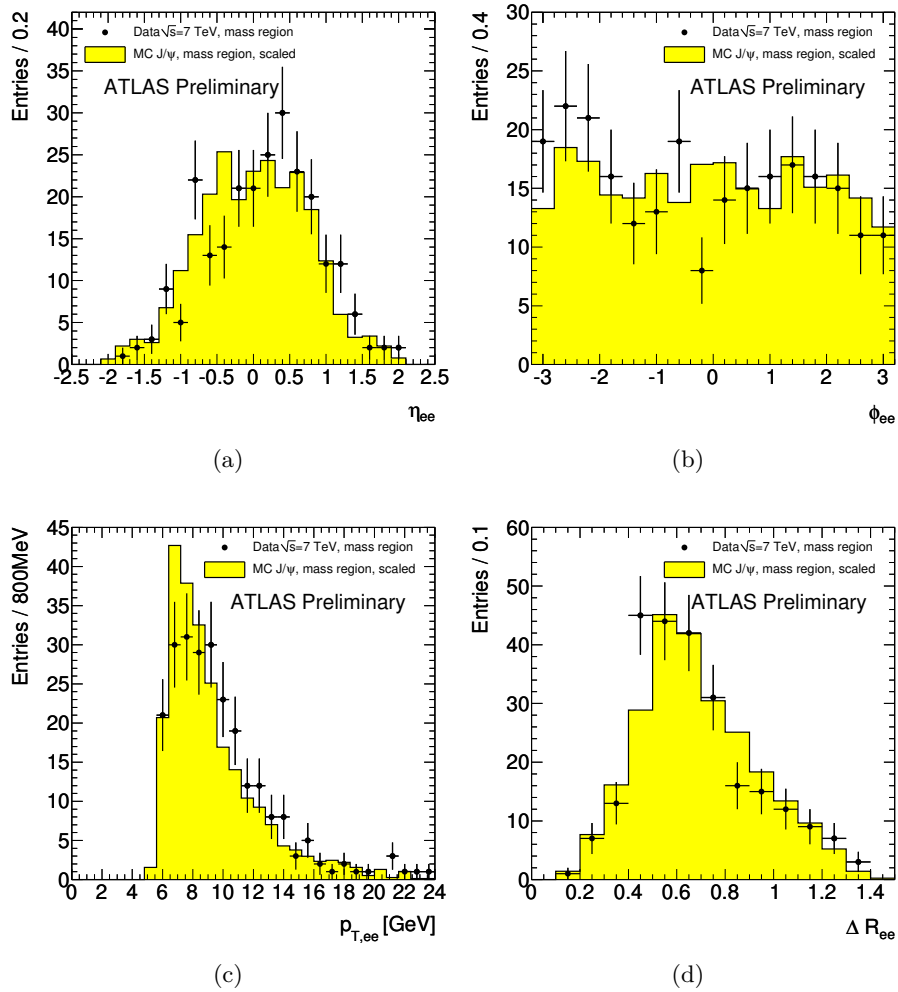 Entries / 0.2
40
35
30
25
20
15
10
5
0
Data√s=7 TeV, mass region
MC J/ψ, mass region, scaled
ATLAS Preliminary
-2.5 -2 -1.5 -1 -0.5 0 0.5 1 1.5 2 2.5
η_ee
(a)
Entries / 0.4
30
25
20
15
10
5
0
Data√s=7 TeV, mass region
MC J/ψ, mass region, scaled
ATLAS Preliminary
-3 -2 -1 0 1 2 3
ϕ_ee
(b)
Entries / 800MeV
45
40
35
30
25
20
15
10
5
0
Data√s=7 TeV, mass region
MC J/ψ, mass region, scaled
ATLAS Preliminary
0 2 4 6 8 10 12 14 16 18 20 22 24
p_T,ee [GeV]
(c)
Entries / 0.1
60
50
40
30
20
10
0
Data√s=7 TeV, mass region
MC J/ψ, mass region, scaled
ATLAS Preliminary
0 0.2 0.4 0.6 0.8 1 1.2 1.4
Δ R_ee
(d)